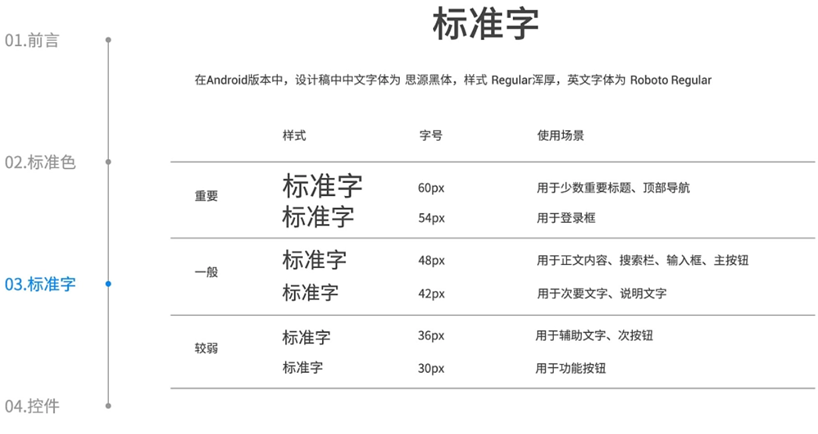 标准字
01.前言
02.标准色
03.标准字
04.控件
在Android版本中，设计稿中中文字体为 思源黑体，样式 Regular浑厚，英文字体为 Roboto Regular
样式 字号 使用场景
重要
标准字 60px 用于少数重要标题、顶部导航
标准字 54px 用于登录框
一般
标准字 48px 用于正文内容、搜索栏、输入框、主按钮
标准字 42px 用于次要文字、说明文字
较弱
标准字 36px 用于辅助文字、次按钮
标准字 30px 用于功能按钮